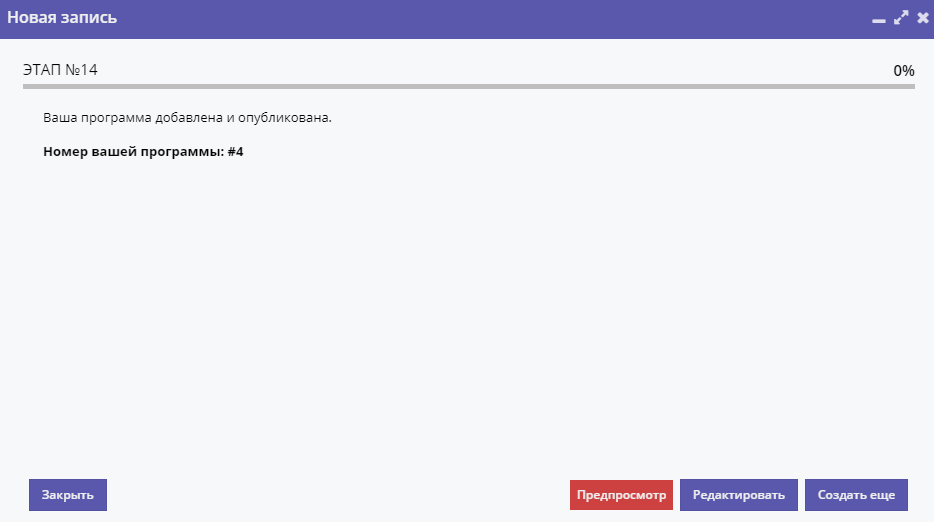 Новая запись
ЭТАП №14
0%
Ваша программа добавлена и опубликована.
Номер вашей программы: #4
Закрыть
Предпросмотр
Редактировать
Создать еще